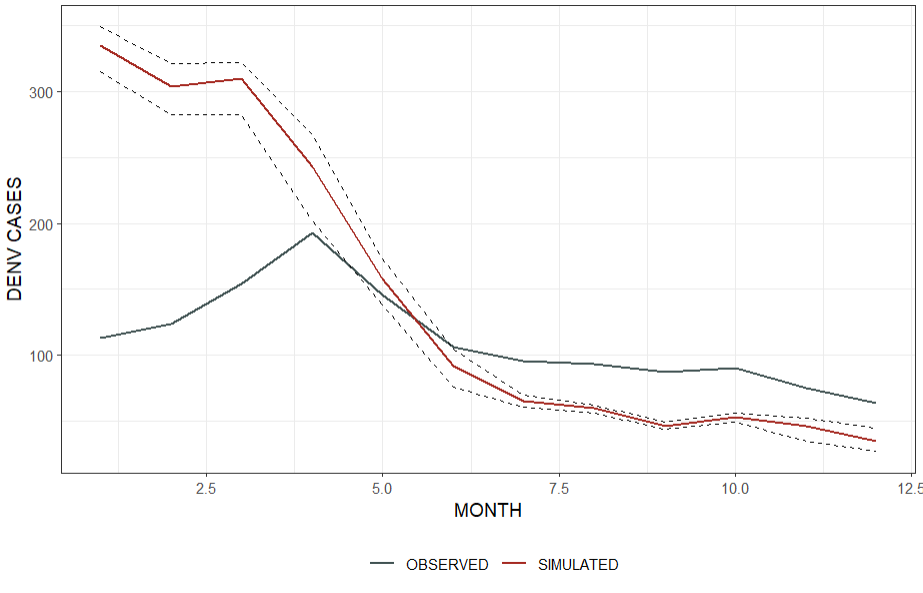 DENV CASES
300
200
100
2.5
5.0
7.5
10.0
12.5
MONTH
OBSERVED
SIMULATED